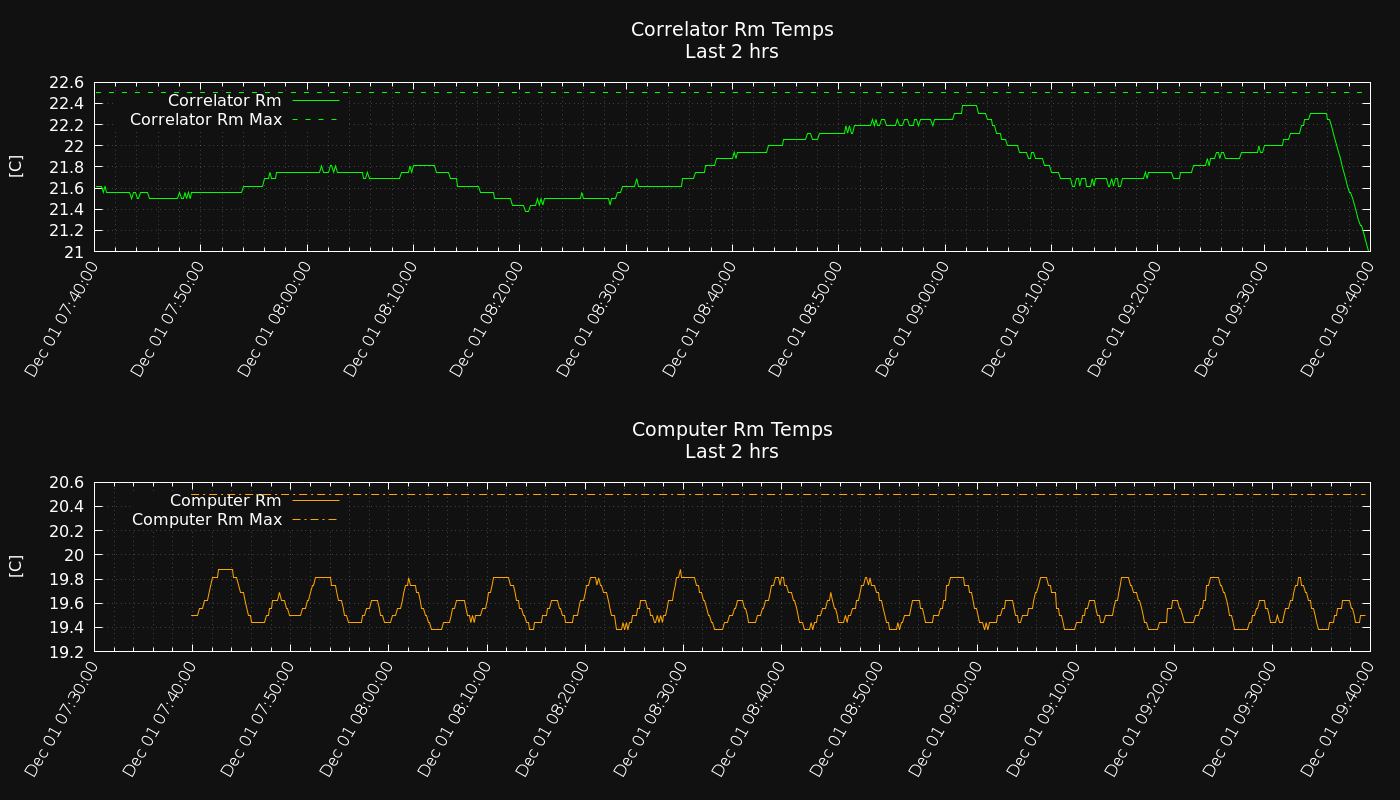 Correlator Rm Temps
Last 2 hrs
22.6
22.4
22.2
22
21.8
21.6
21.4
21.2
21
[C]
Correlator Rm
Correlator Rm Max
Dec 01 07:40:00
Dec 01 07:50:00
Dec 01 08:00:00
Dec 01 08:10:00
Dec 01 08:20:00
Dec 01 08:30:00
Dec 01 08:40:00
Dec 01 08:50:00
Dec 01 09:00:00
Dec 01 09:10:00
Dec 01 09:20:00
Dec 01 09:30:00
Dec 01 09:40:00
Computer Rm Temps
Last 2 hrs
20.6
20.4
20.2
20
19.8
19.6
19.4
19.2
[C]
Computer Rm
Computer Rm Max
Dec 01 07:30:00
Dec 01 07:40:00
Dec 01 07:50:00
Dec 01 08:00:00
Dec 01 08:10:00
Dec 01 08:20:00
Dec 01 08:30:00
Dec 01 08:40:00
Dec 01 08:50:00
Dec 01 09:00:00
Dec 01 09:10:00
Dec 01 09:20:00
Dec 01 09:30:00
Dec 01 09:40:00